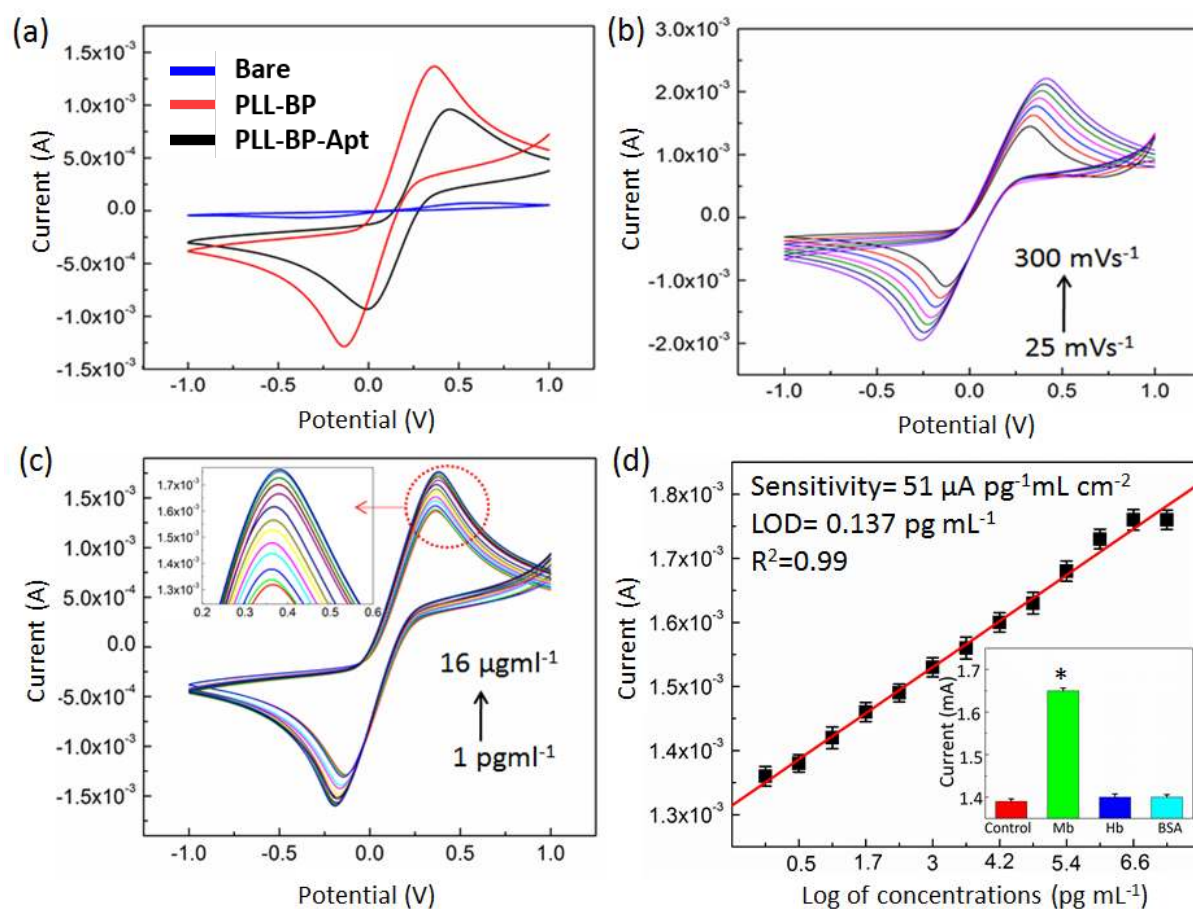 (a)
Bare
PLL-BP
PLL-BP-Apt
1.5x10⁻³
1.0x10⁻³
5.0x10⁻⁴
0.0
-5.0x10⁻⁴
-1.0x10⁻³
-1.5x10⁻³
Current (A)
-1.0 -0.5 0.0 0.5 1.0
Potential (V)
(b)
3.0x10⁻³
2.0x10⁻³
1.0x10⁻³
0.0
-1.0x10⁻³
-2.0x10⁻³
Current (A)
300 mVs⁻¹
25 mVs⁻¹
-1.0 -0.5 0.0 0.5 1.0
Potential (V)
(c)
1.5x10⁻³
1.0x10⁻³
5.0x10⁻⁴
0.0
-5.0x10⁻⁴
-1.0x10⁻³
-1.5x10⁻³
Current (A)
1.7x10⁻³
1.6x10⁻³
1.5x10⁻³
1.4x10⁻³
1.3x10⁻³
0.2 0.3 0.4 0.5 0.6
16 µgml⁻¹
1 pgml⁻¹
-1.0 -0.5 0.0 0.5 1.0
Potential (V)
(d)
Sensitivity= 51 µA pg⁻¹mL cm⁻²
LOD= 0.137 pg mL⁻¹
R²=0.99
1.8x10⁻³
1.7x10⁻³
1.6x10⁻³
1.5x10⁻³
1.4x10⁻³
1.3x10⁻³
Current (A)
*
1.7
1.6
1.5
1.4
Current (mA)
Control Mb Hb BSA
0.5 1.7 3 4.2 5.4 6.6
Log of concentrations (pg mL⁻¹)